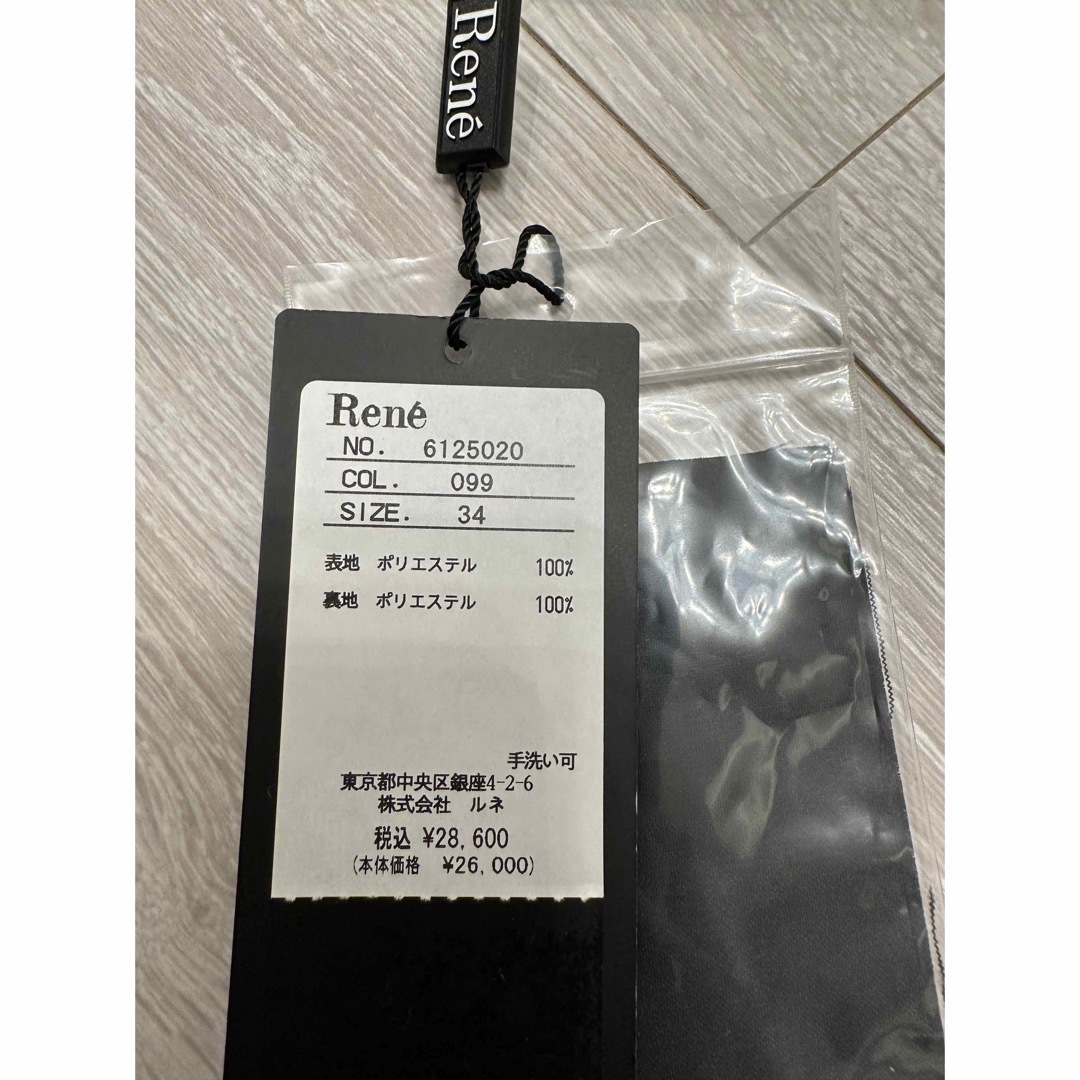 René
René
NO. 6125020
COL. 099
SIZE. 34
表地 ポリエステル 100%
裏地 ポリエステル 100%
手洗い可
東京都中央区銀座4-2-6
株式会社 ルネ
税込 ¥28,600
(本体価格 ¥26,000)